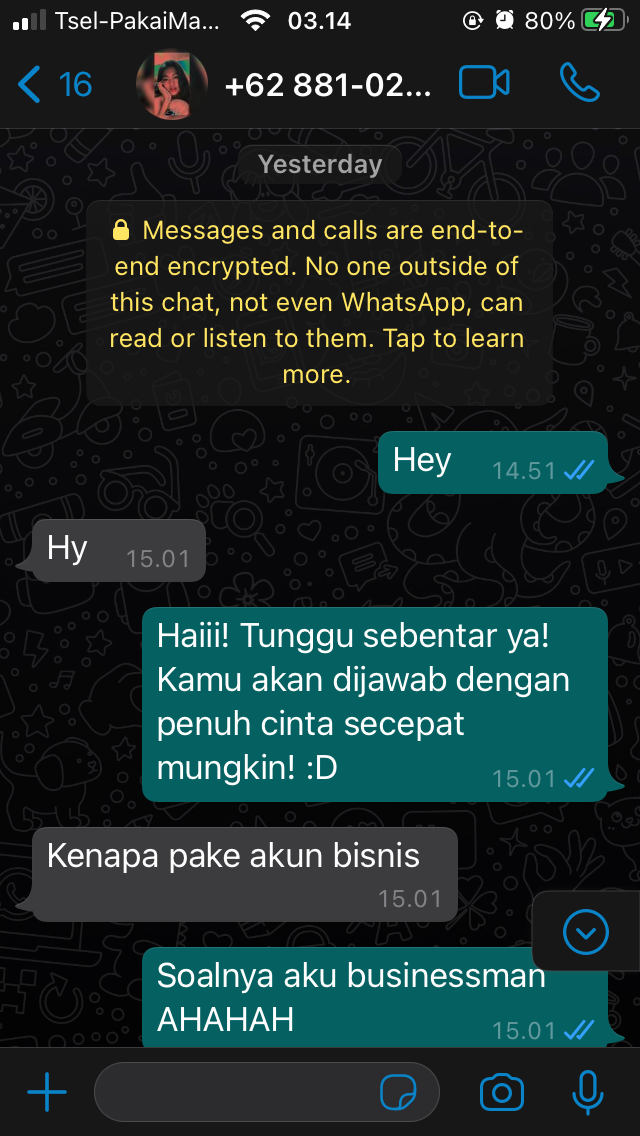 Tsel-PakaiMa... 03.14 80%
16 +62 881-02...
Yesterday
Messages and calls are end-to-
end encrypted. No one outside of
this chat, not even WhatsApp, can
read or listen to them. Tap to learn
more.
Hey 14.51
Hy 15.01
Haiii! Tunggu sebentar ya!
Kamu akan dijawab dengan
penuh cinta secepat
mungkin! :D 15.01
Kenapa pake akun bisnis
15.01
Soalnya aku businessman
AHAHAH 15.01